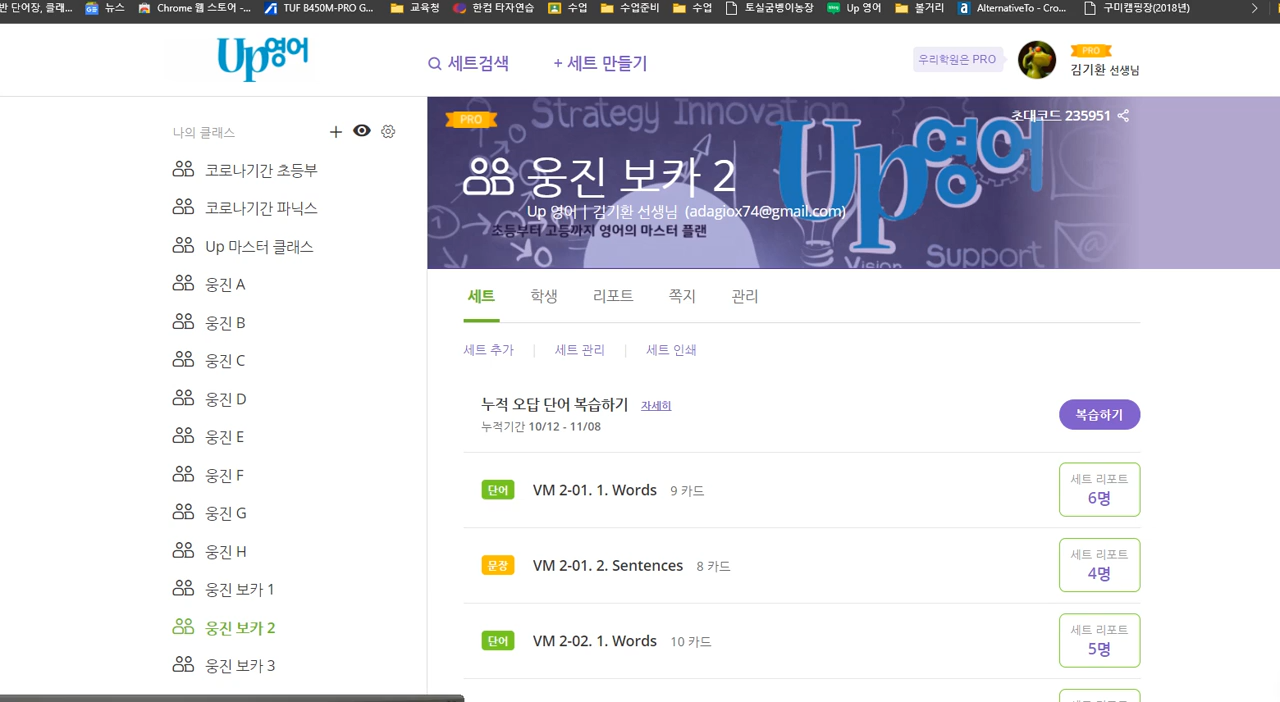 반 단어장, 클래... 뉴스 Chrome 웹 스토어 -... TUF B450M-PRO G... 교육청 한컴 타자연습 수업 수업준비 수업 토실굼벵이농장 Up 영어 볼거리 AlternativeTo - Cro... 구미캠핑장(2018년)
Up영어
세트검색
+ 세트 만들기
우리학원은 PRO
PRO
김기환 선생님
나의 클래스
코로나기간 초등부
코로나기간 파닉스
Up 마스터 클래스
웅진 A
웅진 B
웅진 C
웅진 D
웅진 E
웅진 F
웅진 G
웅진 H
웅진 보카 1
웅진 보카 2
웅진 보카 3
PRO
Strategy Innovation
초대코드 235951
웅진 보카 2
Up영어
Up 영어 | 김기환 선생님 (adagiox74@gmail.com)
초등부터 고등까지 영어의 마스터 플랜
Vision
Support
세트 학생 리포트 쪽지 관리
세트 추가 | 세트 관리 | 세트 인쇄
누적 오답 단어 복습하기 자세히
누적기간 10/12 - 11/08
복습하기
단어 VM 2-01. 1. Words 9 카드
세트 리포트
6명
문장 VM 2-01. 2. Sentences 8 카드
세트 리포트
4명
단어 VM 2-02. 1. Words 10 카드
세트 리포트
5명